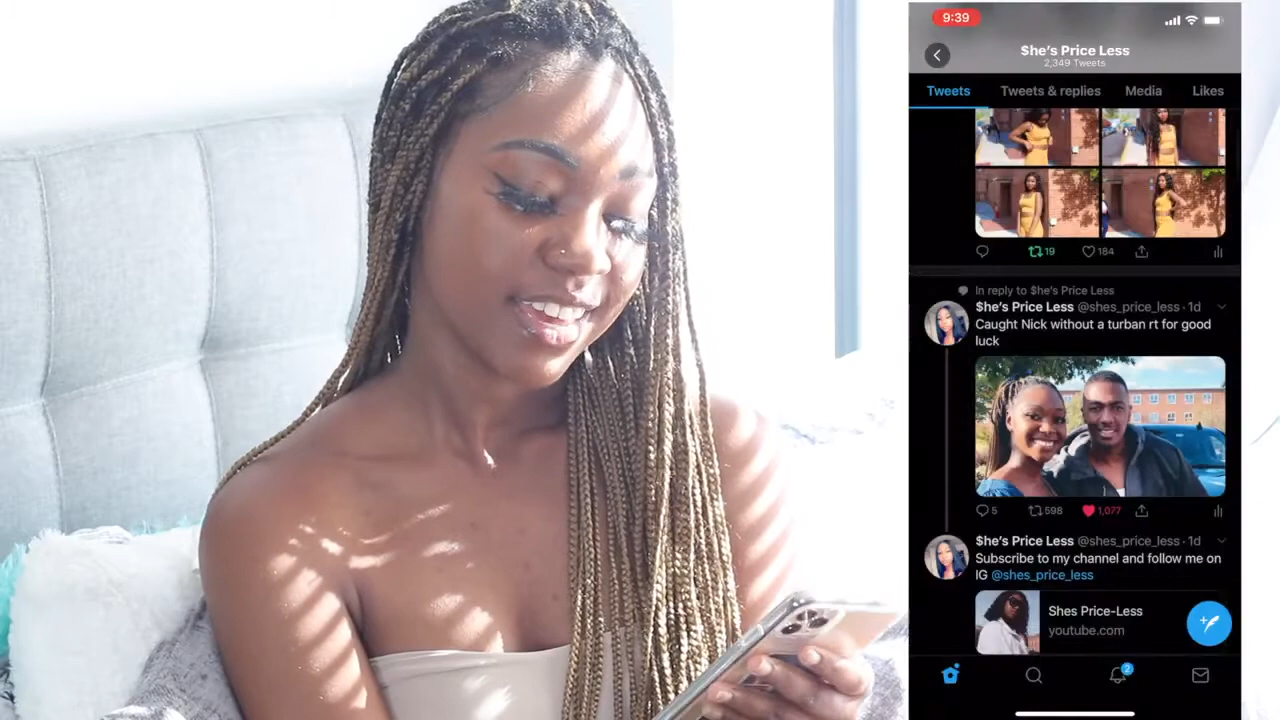 9:39
$he's Price Less
2,349 Tweets
Tweets Tweets & replies Media Likes
19 184
In reply to $he's Price Less
$he's Price Less @shes_price_less · 1d
Caught Nick without a turban rt for good
luck
5 598 1,077
$he's Price Less @shes_price_less · 1d
Subscribe to my channel and follow me on
IG @shes_price_less
Shes Price-Less
youtube.com
2